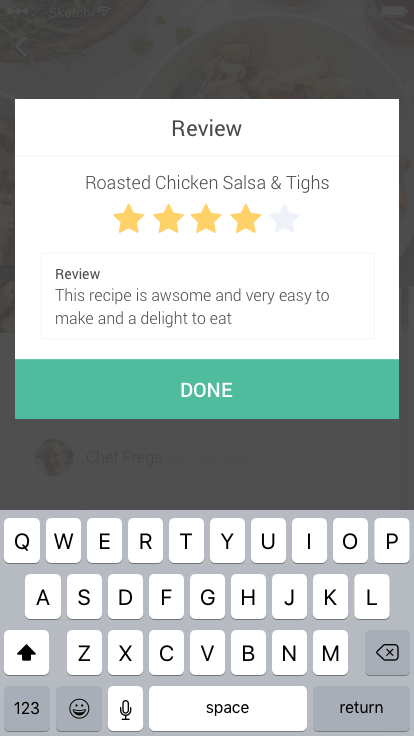 Sketch
Review
Roasted Chicken Salsa & Tighs
Review
This recipe is awsome and very easy to
make and a delight to eat
DONE
Chef Fregs
Q W E R T Y U I O P
A S D F G H J K L
Z X C V B N M
123 space return